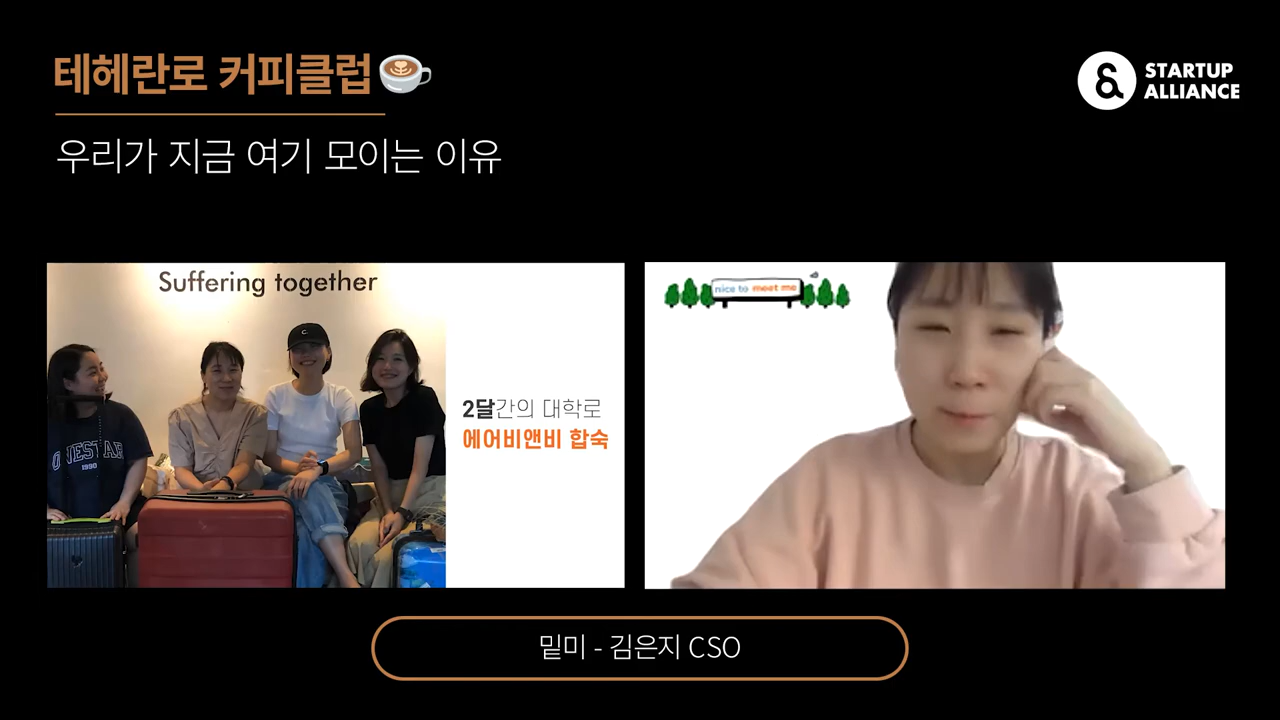 테헤란로 커피클럽
STARTUP
ALLIANCE
우리가 지금 여기 모이는 이유
Suffering together
ONESTAR
1990
2달간의 대학로
에어비앤비 합숙
nice to meet me
밑미 - 김은지 CSO